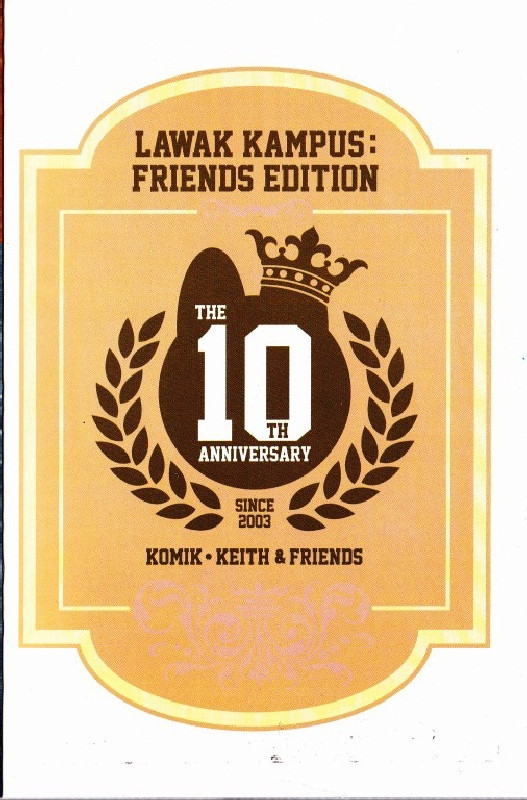 LAWAK KAMPUS:
FRIENDS EDITION
THE
10
TH
ANNIVERSARY
SINCE
2003
KOMIK • KEITH & FRIENDS